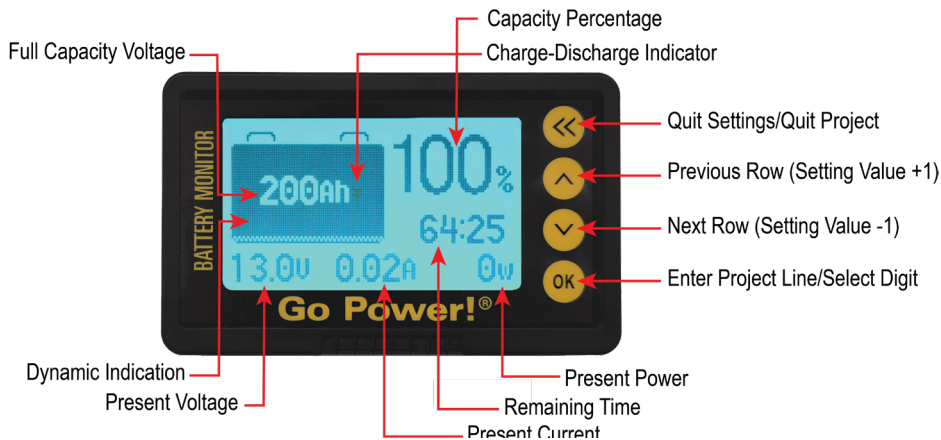 Capacity Percentage
Full Capacity Voltage
Charge-Discharge Indicator
BATTERY MONITOR
100%
200Ah
64:25
13.0V 0.02A 0W
Go Power!®
OK
Quit Settings/Quit Project
Previous Row (Setting Value +1)
Next Row (Setting Value -1)
Enter Project Line/Select Digit
Dynamic Indication
Present Voltage
Present Power
Remaining Time
Present Current